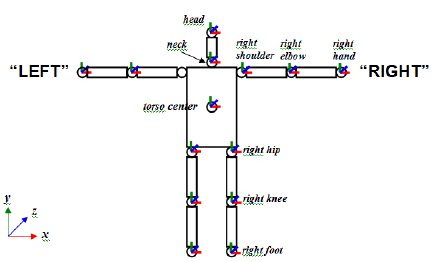 head
neck
right shoulder
right elbow
right hand
“LEFT”
“RIGHT”
torso center
right hip
right knee
right foot
y
z
x